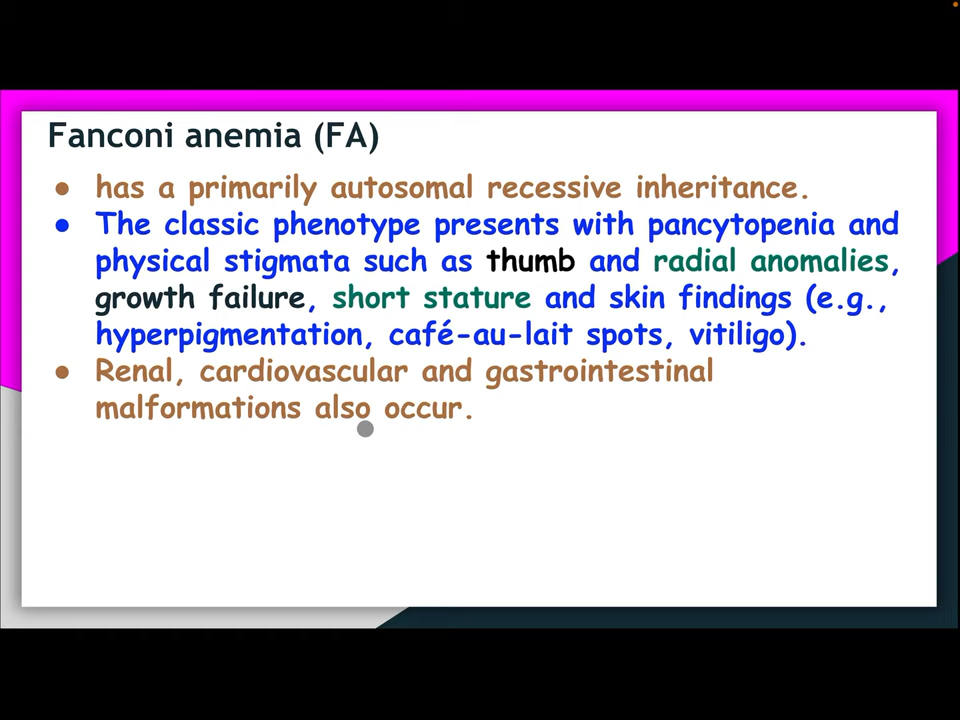 Fanconi anemia (FA)
● has a primarily autosomal recessive inheritance.
● The classic phenotype presents with pancytopenia and
physical stigmata such as thumb and radial anomalies,
growth failure, short stature and skin findings (e.g.,
hyperpigmentation, café-au-lait spots, vitiligo).
● Renal, cardiovascular and gastrointestinal
malformations also occur.